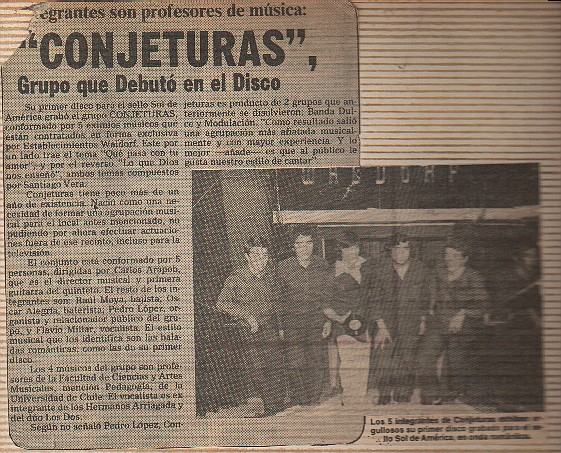 egrantes son profesores de música:
"CONJETURAS",
Grupo que Debutó en el Disco
Su primer disco para el sello Sol de
América grabó el grupo CONJETURAS,
conformado por 5 eximios músicos que
están contratados, en forma exclusiva
por Establecimientos Waldorf. Este por
un lado trae el tema "Qué pasa con tu
amor", y por el reverso "lo que Dios
nos enseñó", ambos temas compuestos
por Santiago Vera.
Conjeturas tiene poco más de un
año de existencia. Nació como una ne-
cesidad de formar una agrupación musi-
cal para el local antes mencionado, no
pudiendo por ahora efectuar actuacio-
nes fuera de ese recinto, incluso para la
televisión.
El conjunto está conformado por 5
personas, dirigidas por Carlos
que es el director musical y primera
guitarra del quinteto. El resto de los in-
tegrantes son: Raúl Moya, bajista, Os-
car Alegría, baterista; Pedro López, or-
ganista y relacionador público del gru-
po, y Flavio Millar, vocalista. El estilo
musical que los identifica son las bala-
das románticas, como las du su primer
disco.
Los 4 músicos del grupo son profe-
sores de la Facultad de Ciencias y Artes
Musicales, mención Pedagogía, de la
Universidad de Chile. El vocalista es ex
integrante de los Hermanos Arriagada y
del dúo Los Dos.
Según no señaló Pedro López, Con-
jeturas es producto de 2 grupos que an-
teriormente se disolvieron: Banda Dul-
ce y Modulación. "Como resultado salió
una agrupación más afiatada musical-
mente y con mayor experiencia. Y lo
mejor —añade— es que al público le
gusta nuestro estilo de cantar".
WALDORF
Los 5 integrantes de
gullosos su primer disco grabado para el
llo Sol de América, en onda romántica.